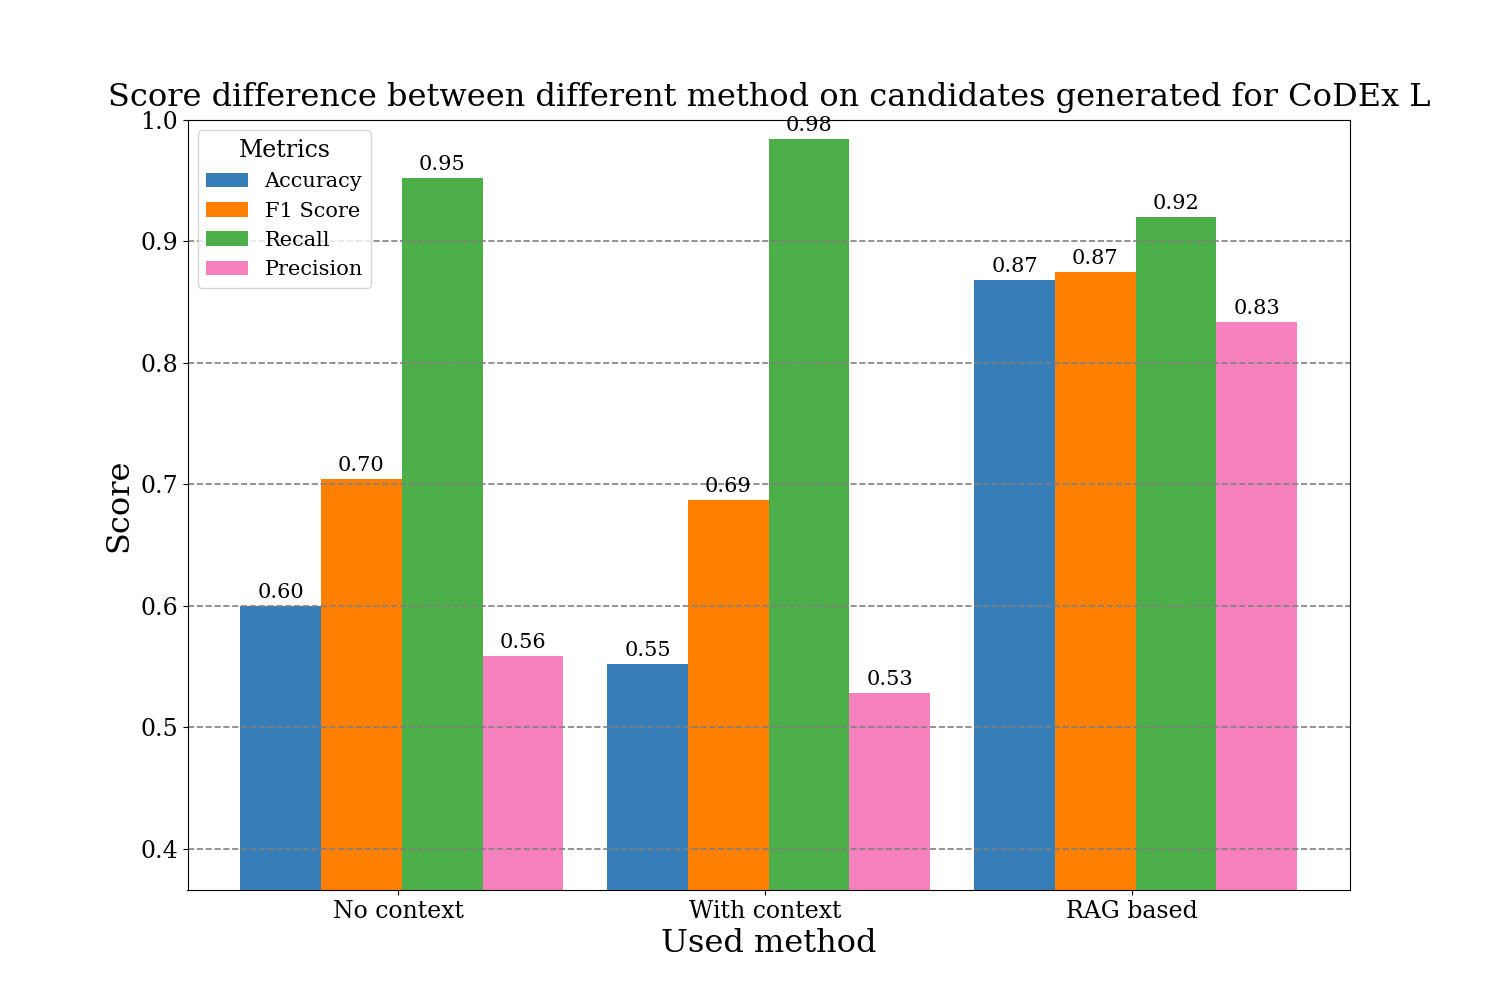 Score difference between different method on candidates generated for CoDEx L
Metrics
Accuracy
F1 Score
Recall
Precision
Score
1.0
0.9
0.8
0.7
0.6
0.5
0.4
0.60
0.70
0.95
0.56
0.55
0.69
0.98
0.53
0.87
0.87
0.92
0.83
No context
With context
RAG based
Used method